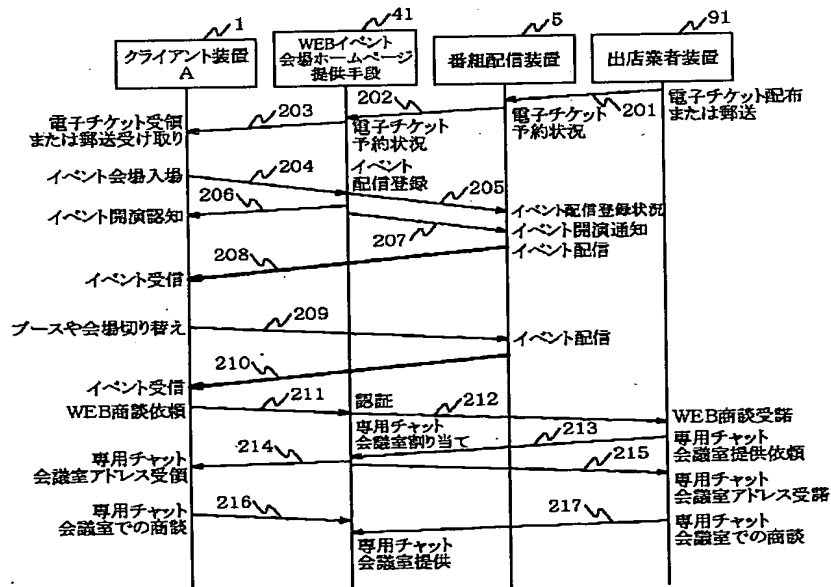 1
41
5
91
クライアント装置
A
WEBイベント
会場ホームページ
提供手段
番組配信装置
出店業者装置
電子チケット配布
または郵送
201
電子チケット
予約状況
202
電子チケット
予約状況
203
電子チケット受領
または郵送受け取り
イベント会場入場
204
イベント
配信登録
205
イベント配信登録状況
206
イベント開演認知
207
イベント開演通知
イベント配信
208
イベント受信
ブースや会場切り替え
209
イベント配信
210
イベント受信
WEB商談依頼
211
認証
212
WEB商談受諾
専用チャット
会議室割り当て
213
専用チャット
会議室提供依頼
214
専用チャット
会議室アドレス受領
215
専用チャット
会議室アドレス受諾
専用チャット
会議室での商談
216
217
専用チャット
会議室での商談
専用チャット
会議室提供